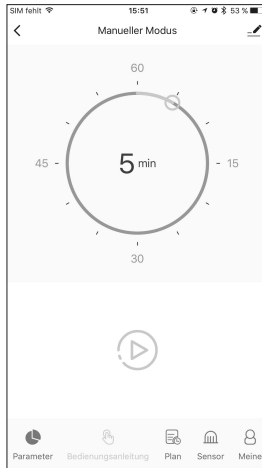 SIM fehlt 15:51 53 %
Manueller Modus
60
45 5 min 15
30
Parameter Bedienungsanleitung Plan Sensor Meine